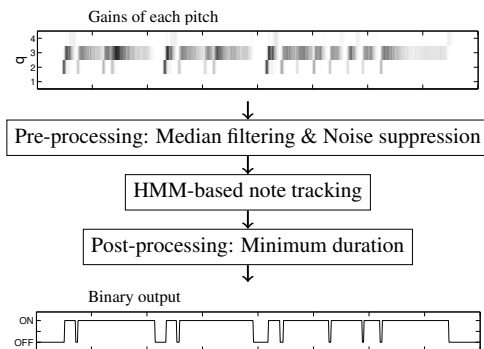 Gains of each pitch
4
3
2
1
q
Pre-processing: Median filtering & Noise suppression
HMM-based note tracking
Post-processing: Minimum duration
Binary output
ON
OFF